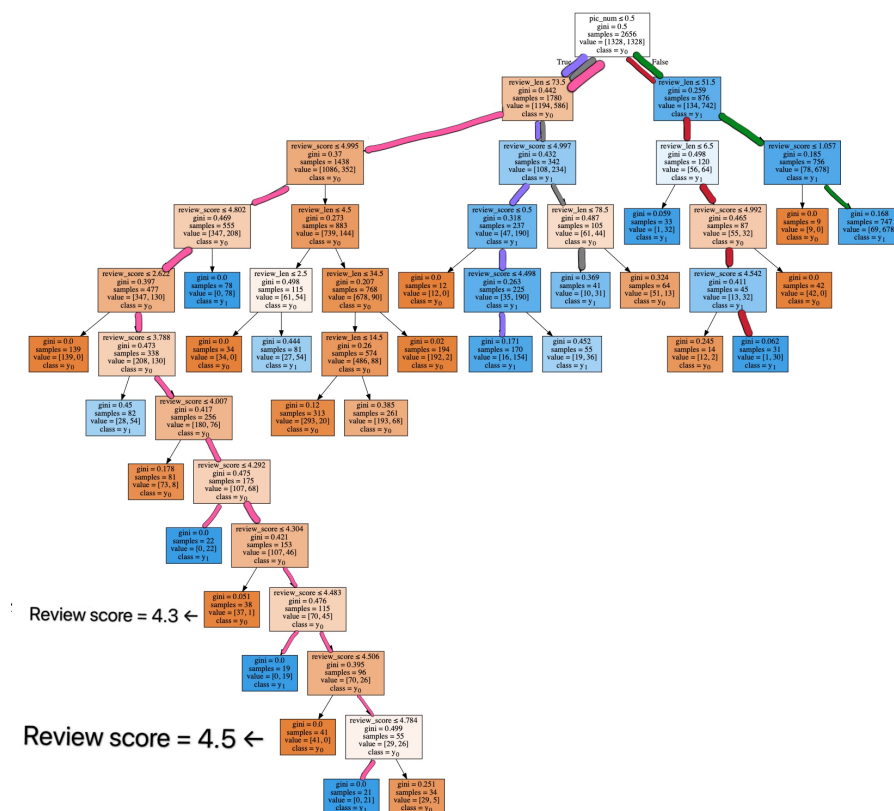 pic_num ≤ 0.5
gini = 0.5
samples = 2656
value = [1328, 1328]
class = y₀
True
False
review_len ≤ 73.5
gini = 0.442
samples = 1780
value = [1194, 586]
class = y₀
review_len ≤ 51.5
gini = 0.259
samples = 876
value = [134, 742]
class = y₁
review_score ≤ 4.995
gini = 0.37
samples = 1438
value = [1086, 352]
class = y₀
review_score ≤ 4.997
gini = 0.432
samples = 342
value = [108, 234]
class = y₁
review_len ≤ 6.5
gini = 0.498
samples = 120
value = [56, 64]
class = y₁
review_score ≤ 1.057
gini = 0.185
samples = 756
value = [78, 678]
class = y₁
review_score ≤ 4.802
gini = 0.469
samples = 555
value = [347, 208]
class = y₀
review_len ≤ 4.5
gini = 0.273
samples = 883
value = [739, 144]
class = y₀
review_score ≤ 0.5
gini = 0.318
samples = 237
value = [47, 190]
class = y₁
review_len ≤ 78.5
gini = 0.487
samples = 105
value = [61, 44]
class = y₀
gini = 0.059
samples = 33
value = [1, 32]
class = y₁
review_score ≤ 4.992
gini = 0.465
samples = 87
value = [55, 32]
class = y₀
gini = 0.0
samples = 9
value = [9, 0]
class = y₀
gini = 0.168
samples = 747
value = [69, 678]
class = y₁
review_score ≤ 2.622
gini = 0.397
samples = 477
value = [347, 130]
class = y₀
gini = 0.0
samples = 78
value = [0, 78]
class = y₁
review_len ≤ 2.5
gini = 0.498
samples = 115
value = [61, 54]
class = y₀
review_len ≤ 34.5
gini = 0.207
samples = 768
value = [678, 90]
class = y₀
gini = 0.0
samples = 12
value = [12, 0]
class = y₀
review_score ≤ 4.498
gini = 0.263
samples = 225
value = [35, 190]
class = y₁
gini = 0.369
samples = 41
value = [10, 31]
class = y₁
gini = 0.324
samples = 64
value = [51, 13]
class = y₀
review_score ≤ 4.542
gini = 0.411
samples = 45
value = [13, 32]
class = y₁
gini = 0.0
samples = 42
value = [42, 0]
class = y₀
gini = 0.0
samples = 139
value = [139, 0]
class = y₀
review_score ≤ 3.788
gini = 0.473
samples = 338
value = [208, 130]
class = y₀
gini = 0.0
samples = 34
value = [34, 0]
class = y₀
gini = 0.444
samples = 81
value = [27, 54]
class = y₁
review_len ≤ 14.5
gini = 0.26
samples = 574
value = [486, 88]
class = y₀
gini = 0.02
samples = 194
value = [192, 2]
class = y₀
gini = 0.171
samples = 170
value = [16, 154]
class = y₁
gini = 0.452
samples = 55
value = [19, 36]
class = y₁
gini = 0.245
samples = 14
value = [12, 2]
class = y₀
gini = 0.062
samples = 31
value = [1, 30]
class = y₁
gini = 0.45
samples = 82
value = [28, 54]
class = y₁
review_score ≤ 4.007
gini = 0.417
samples = 256
value = [180, 76]
class = y₀
gini = 0.12
samples = 313
value = [293, 20]
class = y₀
gini = 0.385
samples = 261
value = [193, 68]
class = y₀
gini = 0.178
samples = 81
value = [73, 8]
class = y₀
review_score ≤ 4.292
gini = 0.475
samples = 175
value = [107, 68]
class = y₀
gini = 0.0
samples = 22
value = [0, 22]
class = y₁
review_score ≤ 4.304
gini = 0.421
samples = 153
value = [107, 46]
class = y₀
Review score = 4.3 ←
gini = 0.051
samples = 38
value = [37, 1]
class = y₀
review_score ≤ 4.483
gini = 0.476
samples = 115
value = [70, 45]
class = y₀
gini = 0.0
samples = 19
value = [0, 19]
class = y₁
review_score ≤ 4.506
gini = 0.395
samples = 96
value = [70, 26]
class = y₀
Review score = 4.5 ←
gini = 0.0
samples = 41
value = [41, 0]
class = y₀
review_score ≤ 4.784
gini = 0.499
samples = 55
value = [29, 26]
class = y₀
gini = 0.0
samples = 21
value = [0, 21]
class = y₁
gini = 0.251
samples = 34
value = [29, 5]
class = y₀